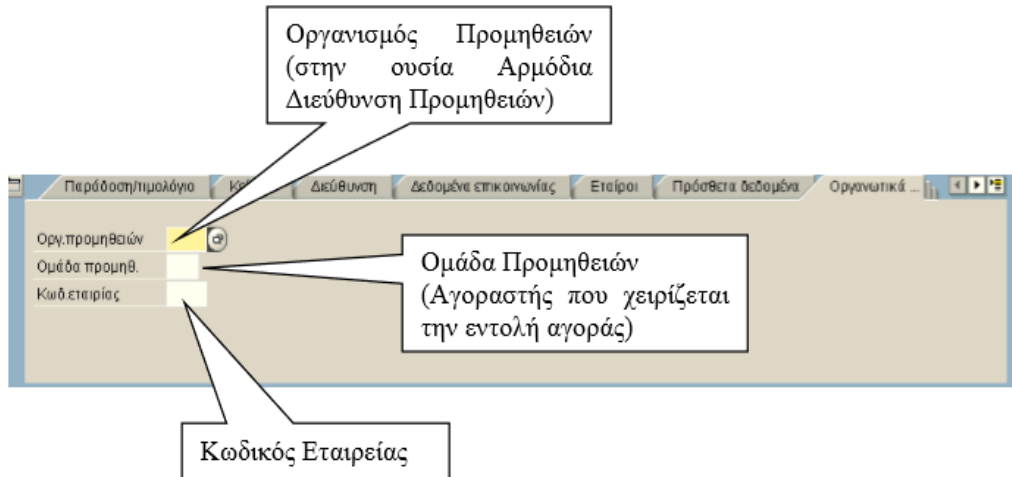 Οργανισμός Προμηθειών
(στην ουσία Αρμόδια
Διεύθυνση Προμηθειών)
Παράδοση/τιμολόγιο Διεύθυνση Δεδομένα επικοινωνίας Εταίροι Πρόσθετα δεδομένα Οργανωτικά ...
Οργ.προμηθειών
Ομάδα προμηθ.
Κωδ.εταιρίας
Ομάδα Προμηθειών
(Αγοραστής που χειρίζεται
την εντολή αγοράς)
Κωδικός Εταιρείας